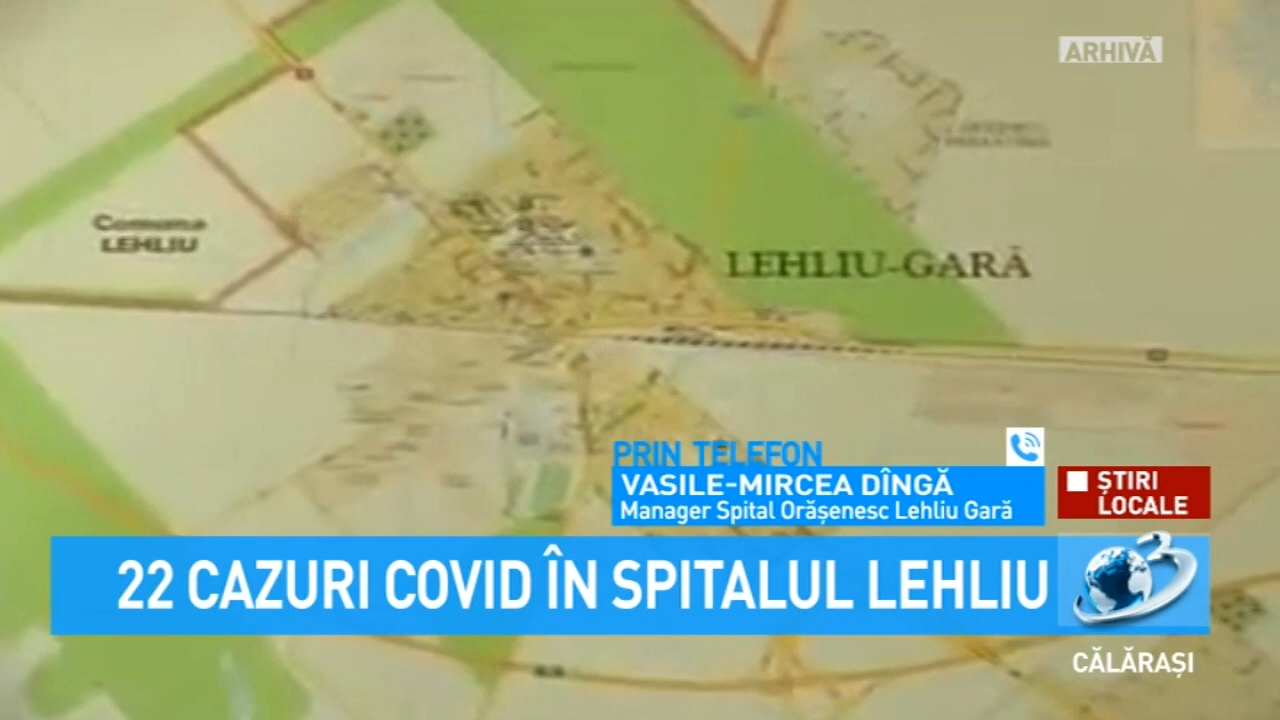 ARHIVĂ
Comuna
LEHLIU
LEHLIU-GARĂ
PRIN TELEFON
VASILE-MIRCEA DÎNGĂ
Manager Spital Orășenesc Lehliu Gară
ȘTIRI
LOCALE
22 CAZURI COVID ÎN SPITALUL LEHLIU
3
CĂLĂRAȘI